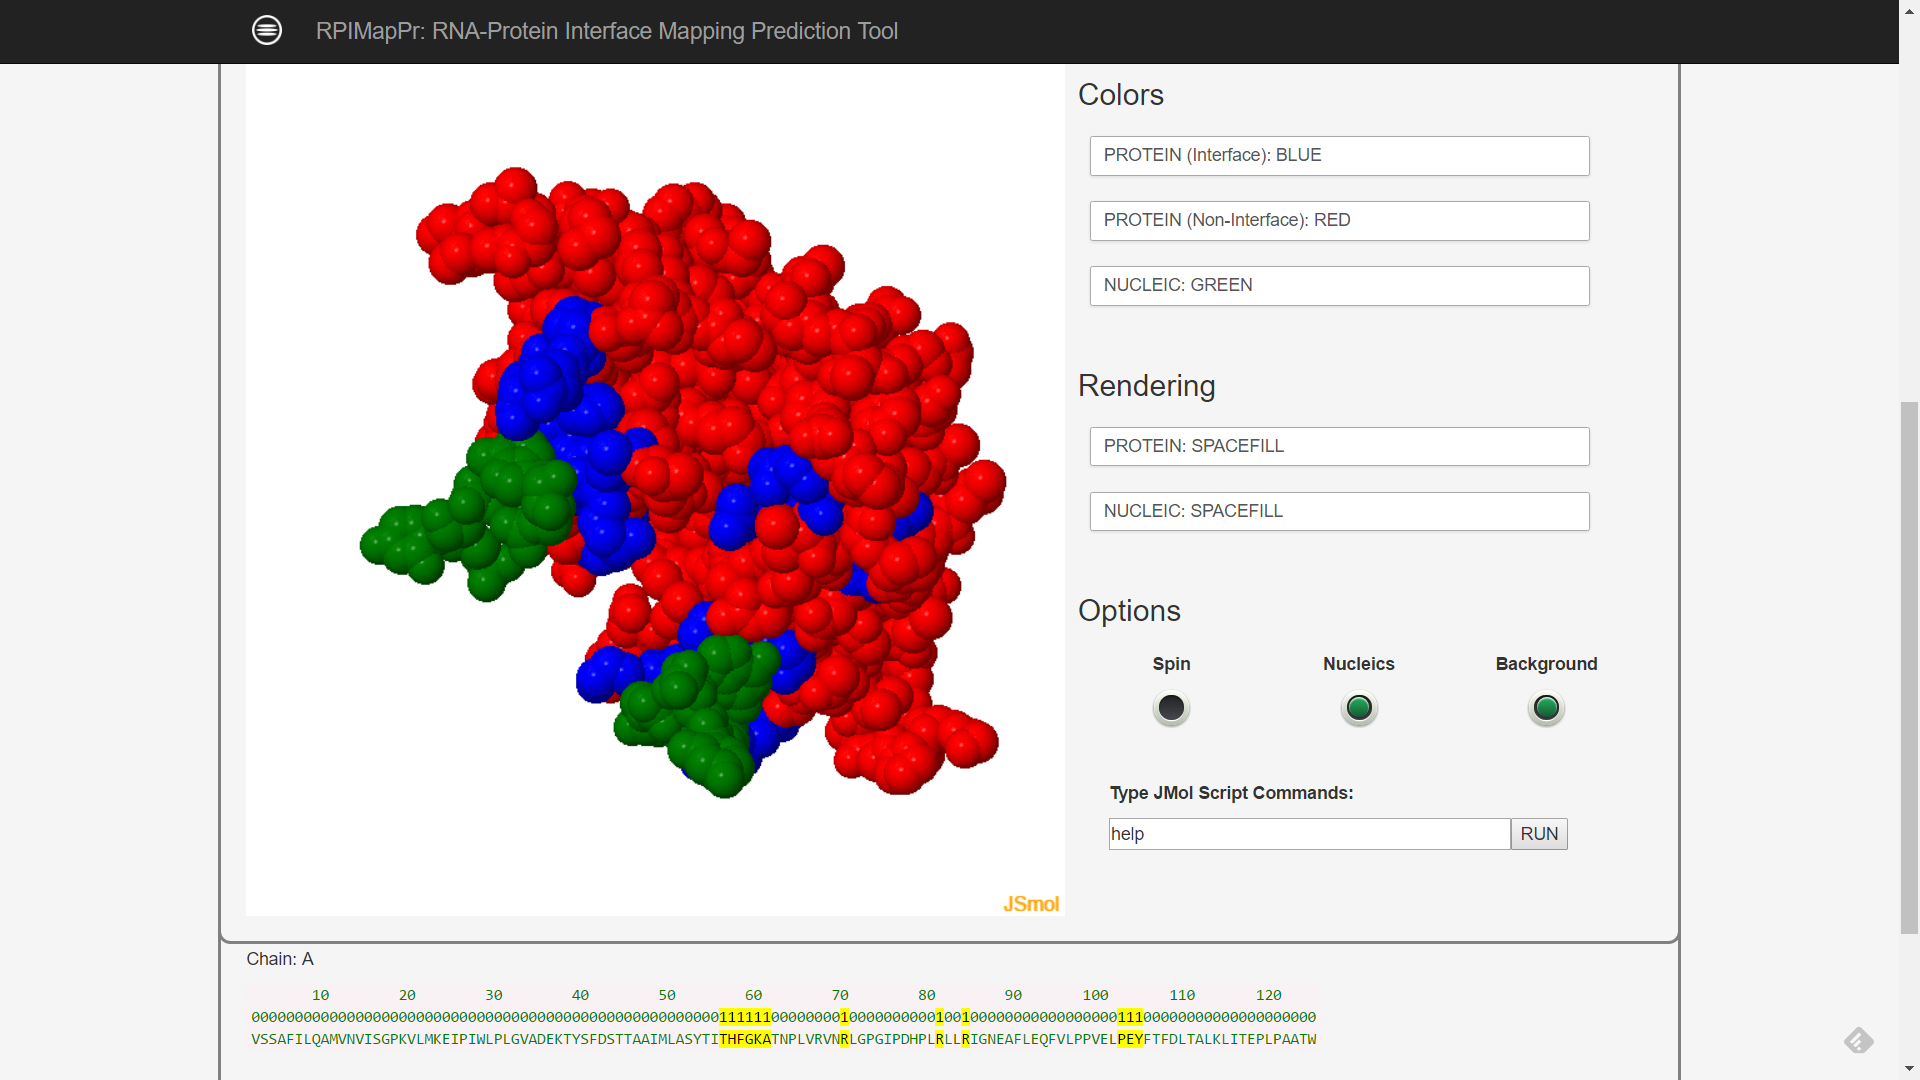 RPIMapPr: RNA-Protein Interface Mapping Prediction Tool
Colors
PROTEIN (Interface): BLUE
PROTEIN (Non-Interface): RED
NUCLEIC: GREEN
Rendering
PROTEIN: SPACEFILL
NUCLEIC: SPACEFILL
Options
Spin Nucleics Background
Type JMol Script Commands:
help RUN
JSmol
Chain: A
10 20 30 40 50 60 70 80 90 100 110 120
000000000000000000000000000000000000000000000000000000111111000000001000000000010010000000000000000011100000000000000000000
VSSAFILQAMVNVISGPKVLMKEIPIWLPLGVADEKTYSFDSTTAAIMLASYTITHFGKATNPLVRVNRLGPGIPDHPLRLLRIGNEAFLEQFVLPPVELPEYFTFDLTALKLITEPLPAATW